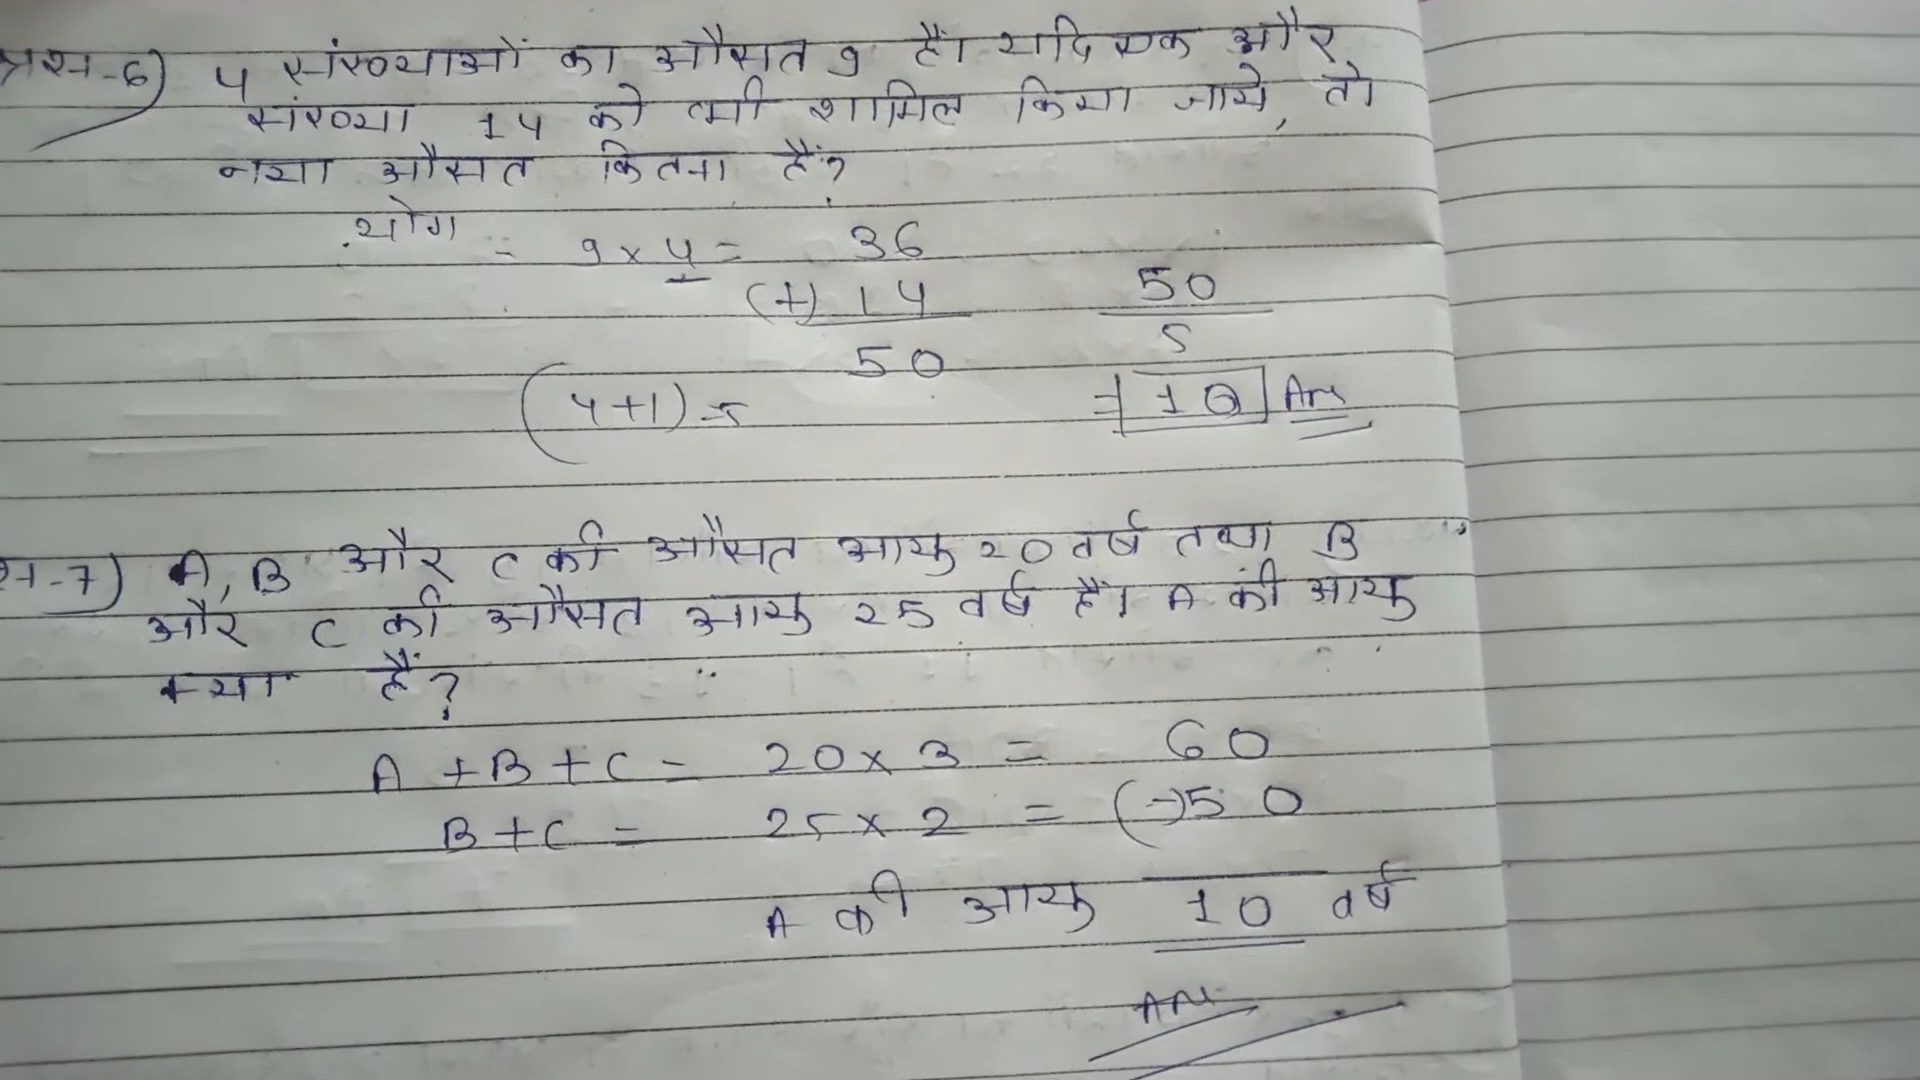 प्रश्न-6) 4 संख्याओं का औसत 9 हैं। यदि एक और
संख्या 14 को भी शामिल किया जाये, तो
नया औसत कितना हैं?
योग = 9 × 4 = 36
(+) 14
50
(4+1) = 5
50
5
= 10 Ans
प्रश्न-7) A, B और C की औसत आयु 20 वर्ष तथा B
और C की औसत आयु 25 वर्ष हैं। A की आयु
क्या हैं?
A + B + C = 20 × 3 = 60
B + C = 25 × 2 = (-) 50
A की आयु 10 वर्ष
Ans